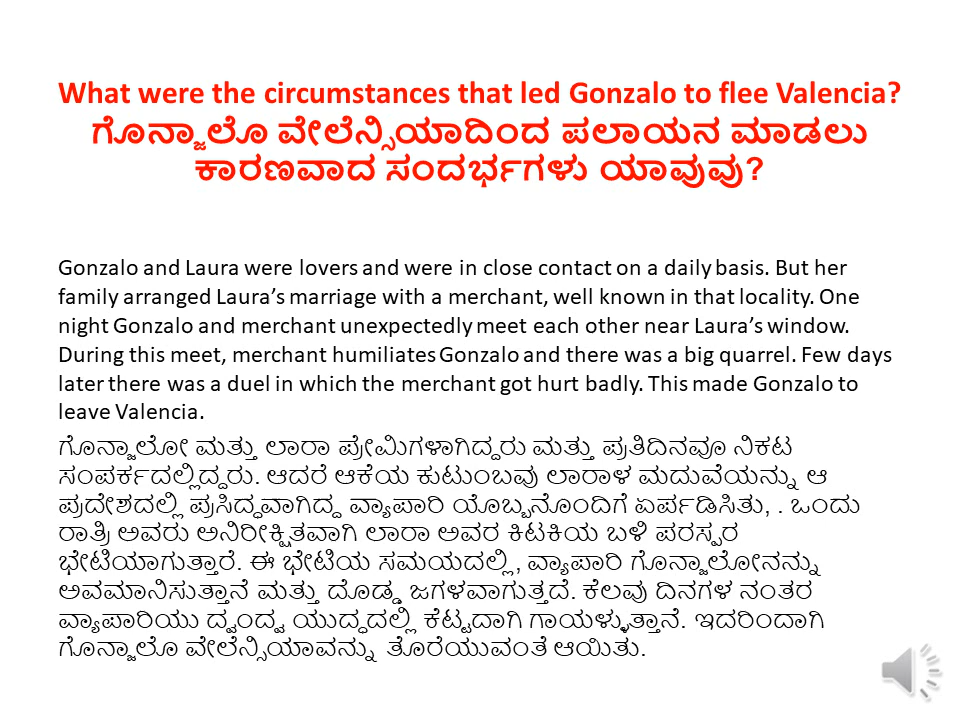 What were the circumstances that led Gonzalo to flee Valencia?
ಗೊನ್ಜಾಲೊ ವೇಲೆನ್ಸಿಯಾದಿಂದ ಪಲಾಯನ ಮಾಡಲು
ಕಾರಣವಾದ ಸಂದರ್ಭಗಳು ಯಾವುವು?
Gonzalo and Laura were lovers and were in close contact on a daily basis. But her
family arranged Laura’s marriage with a merchant, well known in that locality. One
night Gonzalo and merchant unexpectedly meet each other near Laura’s window.
During this meet, merchant humiliates Gonzalo and there was a big quarrel. Few days
later there was a duel in which the merchant got hurt badly. This made Gonzalo to
leave Valencia.
ಗೊನ್ಜಾಲೋ ಮತ್ತು ಲಾರಾ ಪ್ರೇಮಿಗಳಾಗಿದ್ದರು ಮತ್ತು ಪ್ರತಿದಿನವೂ ನಿಕಟ
ಸಂಪರ್ಕದಲ್ಲಿದ್ದರು. ಆದರೆ ಆಕೆಯ ಕುಟುಂಬವು ಲಾರಾಳ ಮದುವೆಯನ್ನು ಆ
ಪ್ರದೇಶದಲ್ಲಿ ಪ್ರಸಿದ್ಧವಾಗಿದ್ದ ವ್ಯಾಪಾರಿ ಯೊಬ್ಬನೊಂದಿಗೆ ಏರ್ಪಡಿಸಿತು, . ಒಂದು
ರಾತ್ರಿ ಅವರು ಅನಿರೀಕ್ಷಿತವಾಗಿ ಲಾರಾ ಅವರ ಕಿಟಕಿಯ ಬಳಿ ಪರಸ್ಪರ
ಭೇಟಿಯಾಗುತ್ತಾರೆ. ಈ ಭೇಟಿಯ ಸಮಯದಲ್ಲಿ, ವ್ಯಾಪಾರಿ ಗೊನ್ಜಾಲೋನನ್ನು
ಅವಮಾನಿಸುತ್ತಾನೆ ಮತ್ತು ದೊಡ್ಡ ಜಗಳವಾಗುತ್ತದೆ. ಕೆಲವು ದಿನಗಳ ನಂತರ
ವ್ಯಾಪಾರಿಯು ದ್ವಂದ್ವ ಯುದ್ಧದಲ್ಲಿ ಕೆಟ್ಟದಾಗಿ ಗಾಯಳ್ಳುತ್ತಾನೆ. ಇದರಿಂದಾಗಿ
ಗೊನ್ಜಾಲೊ ವೇಲೆನ್ಸಿಯಾವನ್ನು ತೊರೆಯುವಂತೆ ಆಯಿತು.